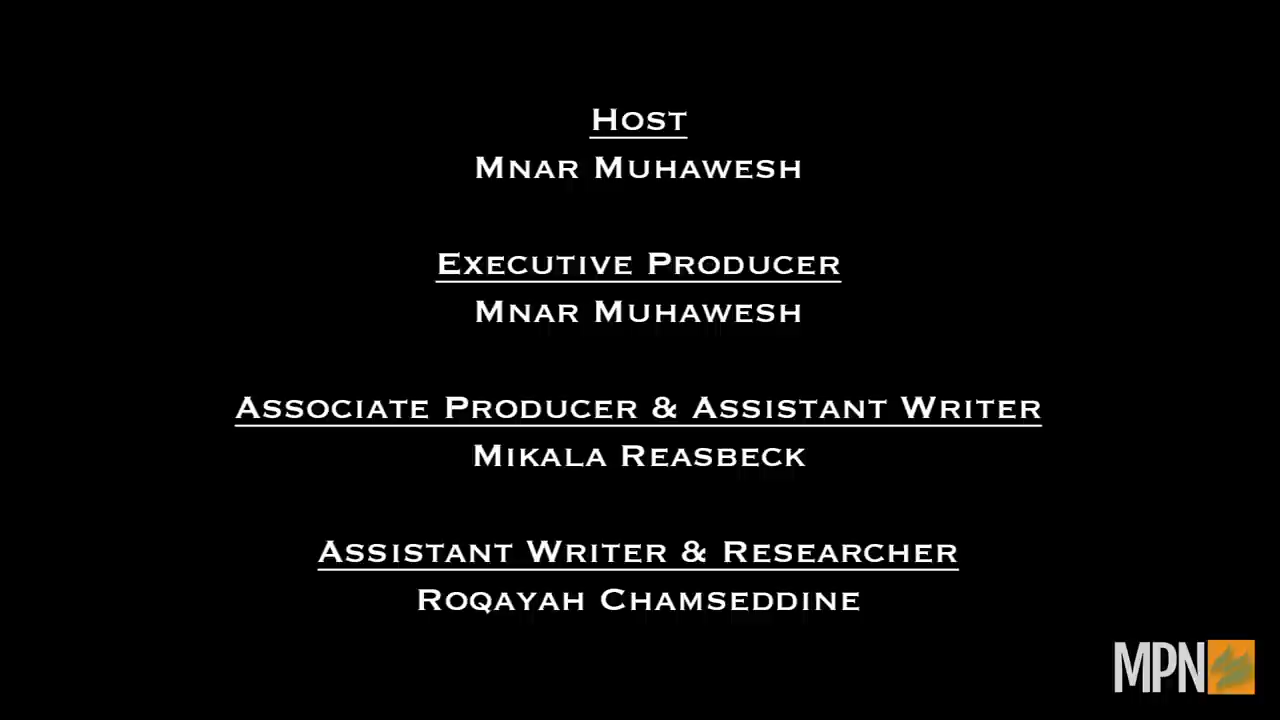 Host
Mnar Muhawesh
Executive Producer
Mnar Muhawesh
Associate Producer & Assistant Writer
Mikala Reasbeck
Assistant Writer & Researcher
Roqayah Chamseddine
MPN